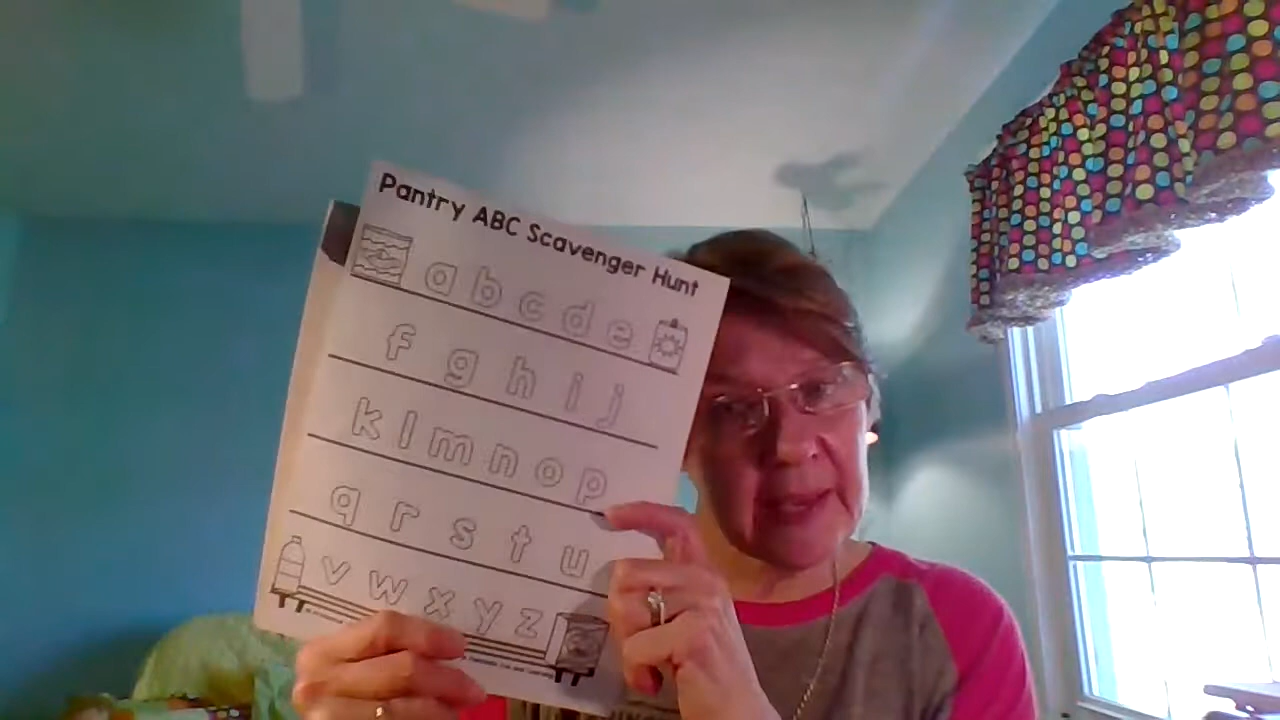 Pantry ABC Scavenger Hunt
a b c d e
f g h i j
k l m n o p
q r s t u
v w x y z